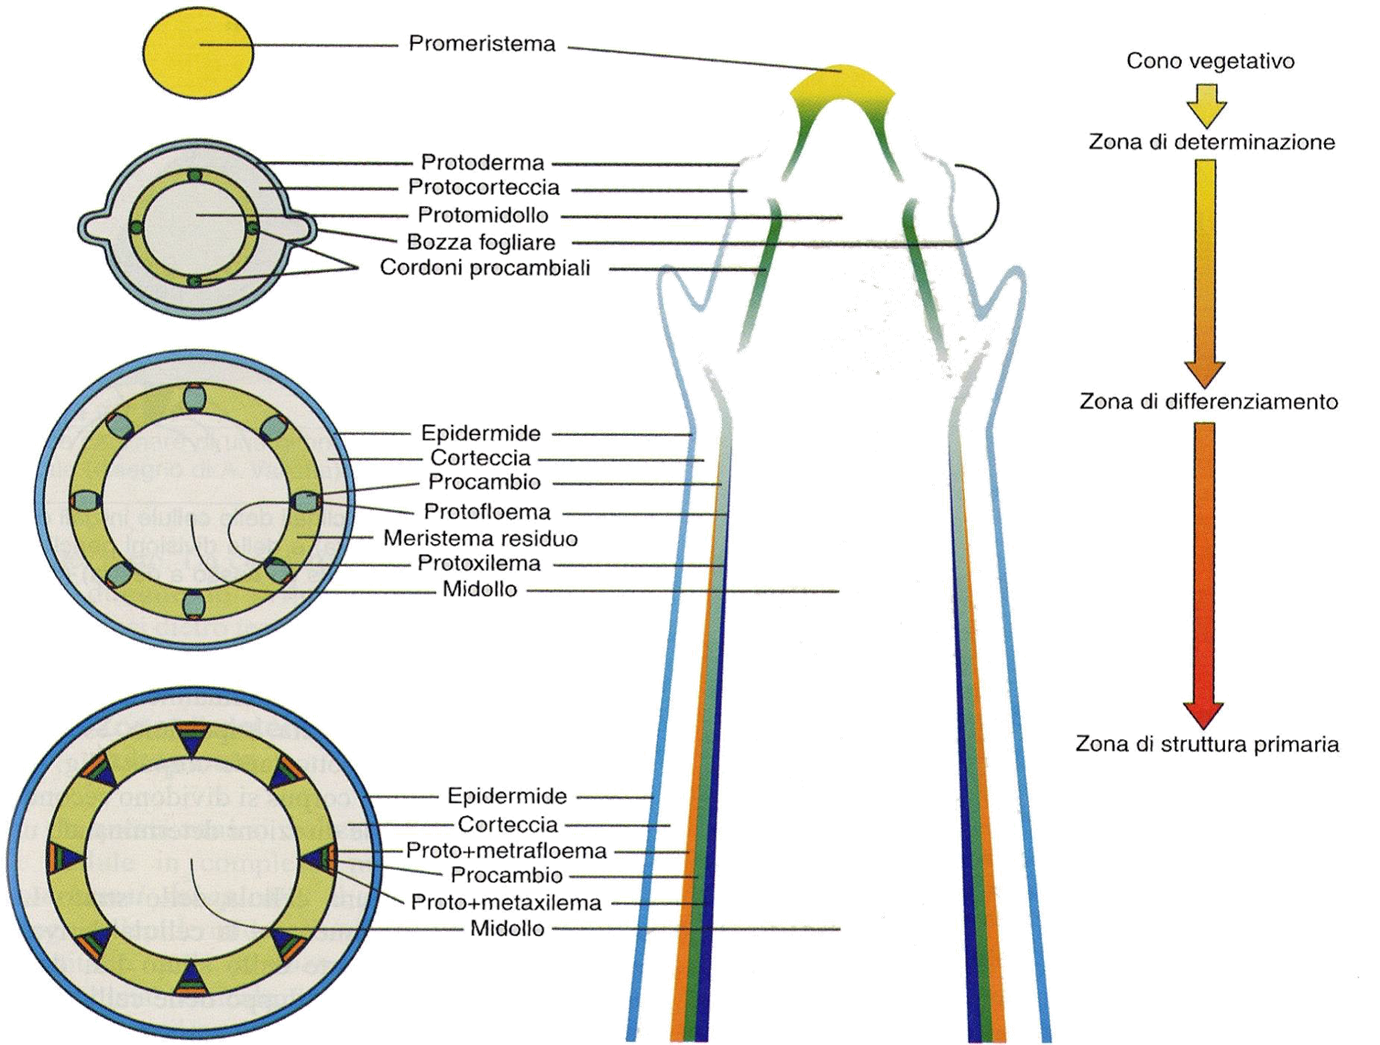 Promeristema
Cono vegetativo
Zona di determinazione
Protoderma
Protocorteccia
Protomidollo
Bozza fogliare
Cordoni procambiali
Zona di differenziamento
Epidermide
Corteccia
Procambio
Protofloema
Meristema residuo
Protoxilema
Midollo
Zona di struttura primaria
Epidermide
Corteccia
Proto+metrafloema
Procambio
Proto+metaxilema
Midollo